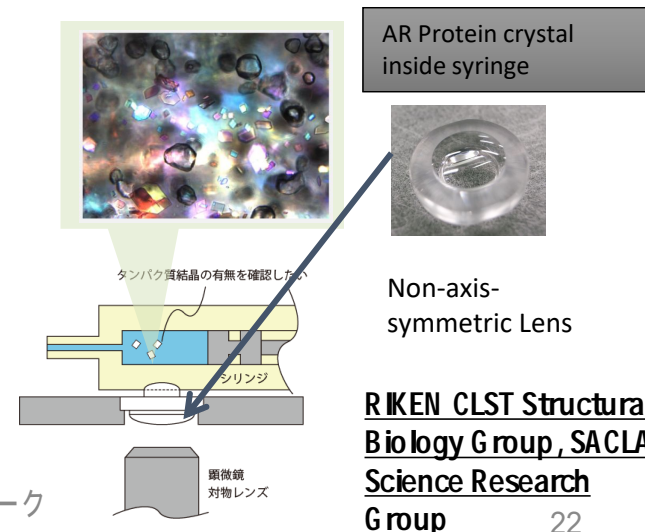 AR Protein crystal
inside syringe
タンパク質結晶の有無を確認したい
シリンジ
Non-axis-
symmetric Lens
顕微鏡
対物レンズ
RIKEN CLST Structura
Biology Group, SACLA
Science Research
Group
ーク
22